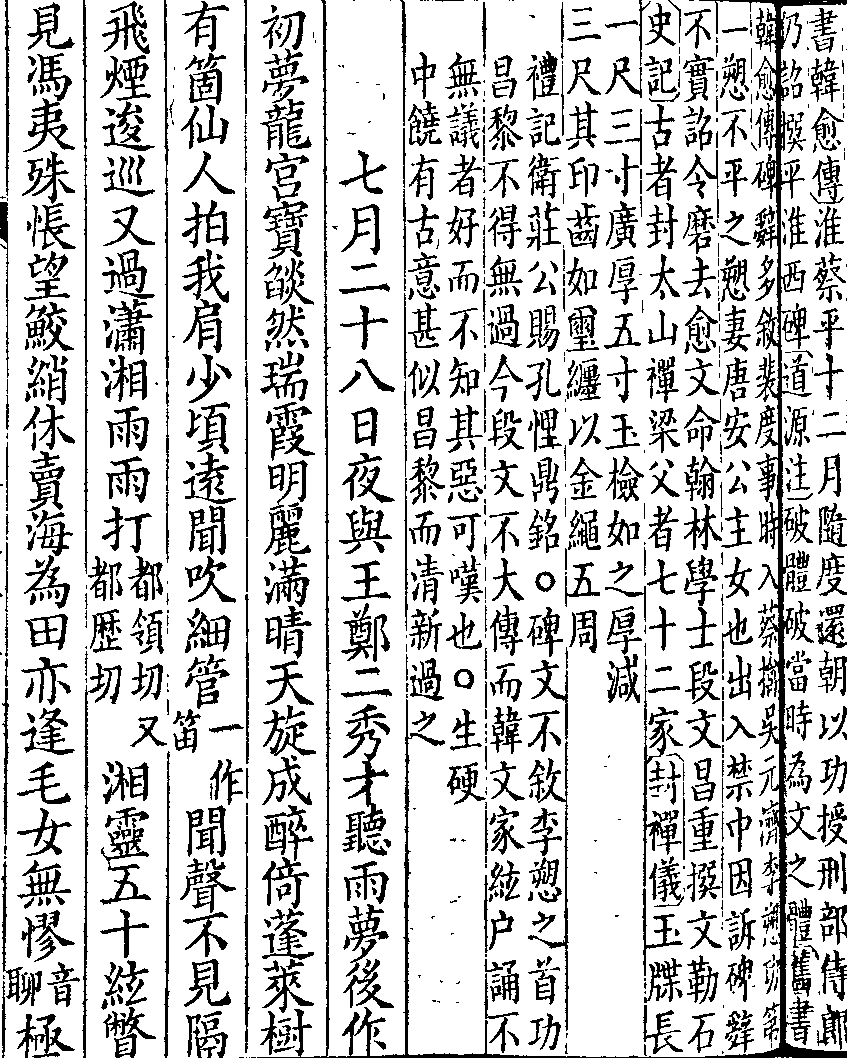 書韓愈傳淮蔡平十二月隨度還朝以功授刑部侍郎
仍詔撰平淮西碑道源注破體破當時為文之體舊書
韓愈傳碑辭多敘裴度事時入蔡擒吳元濟李愬功第
一愬不平之愬妻唐安公主女也出入禁中因訴碑辭
不實詔令磨去愈文命翰林學士段文昌重撰文勒石
史記古者封太山禪梁父者七十二家封禪儀玉牒長
一尺三寸廣厚五寸玉檢如之厚減
三尺其印齒如璽纏以金繩五周
禮記衛莊公賜孔悝鼎銘○碑文不敘李愬之首功
昌黎不得無過今段文不大傳而韓文家絃户誦不
無議者好而不知其惡可嘆也○生硬
中饒有古意甚似昌黎而清新過之
七月二十八日夜與王鄭二秀才聽雨夢後作
初夢龍宮寶燄然瑞霞明麗滿晴天旋成醉倚蓬萊樹
有箇仙人拍我肩少頃遠聞吹細管一作笛聞聲不見隔
飛煙逡巡又過瀟湘雨雨打都領切又都歷切湘靈五十絃瞥
見馮夷殊悵望鮫綃休賣海為田亦逢毛女無憀音聊極